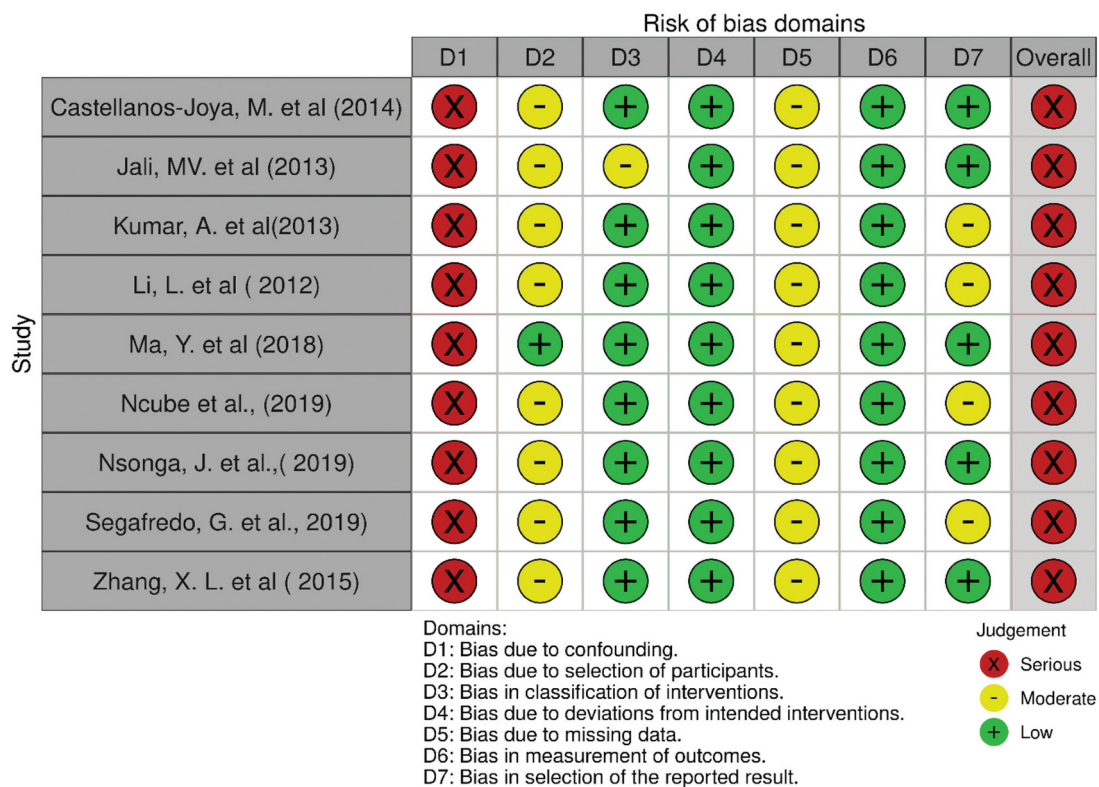 Risk of bias domains
D1 D2 D3 D4 D5 D6 D7 Overall
Study
Castellanos-Joya, M. et al (2014) X - + + - + + X
Jali, MV. et al (2013) X - - + - + + X
Kumar, A. et al(2013) X - + + - + - X
Li, L. et al ( 2012) X - + + - + - X
Ma, Y. et al (2018) X + + + - + + X
Ncube et al., (2019) X - + + - + - X
Nsonga, J. et al.,( 2019) X - + + - + + X
Segafredo, G. et al., 2019) X - + + - + - X
Zhang, X. L. et al ( 2015) X - + + - + + X
Domains:
D1: Bias due to confounding.
D2: Bias due to selection of participants.
D3: Bias in classification of interventions.
D4: Bias due to deviations from intended interventions.
D5: Bias due to missing data.
D6: Bias in measurement of outcomes.
D7: Bias in selection of the reported result.
Judgement
X Serious
- Moderate
+ Low